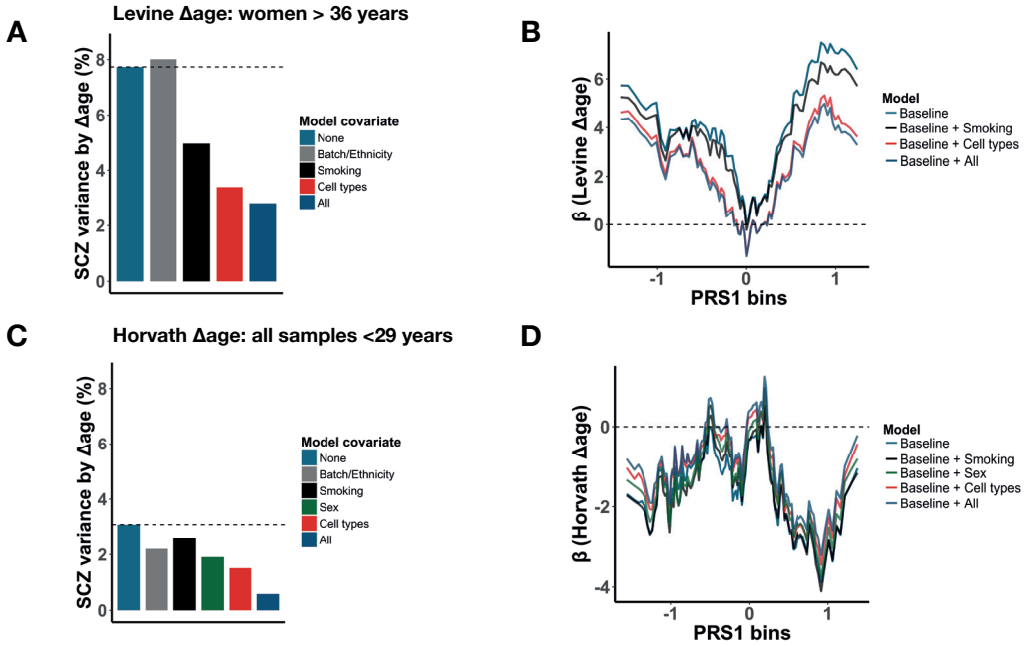 A
Levine Δage: women > 36 years
SCZ variance by Δage (%)
8
6
4
2
0
Model covariate
None
Batch/Ethnicity
Smoking
Cell types
All
B
β (Levine Δage)
6
4
2
0
-1
0
1
PRS1 bins
Model
Baseline
Baseline + Smoking
Baseline + Cell types
Baseline + All
C
Horvath Δage: all samples <29 years
SCZ variance by Δage (%)
8
6
4
2
0
Model covariate
None
Batch/Ethnicity
Smoking
Sex
Cell types
All
D
β (Horvath Δage)
0
-2
-4
-1
0
1
PRS1 bins
Model
Baseline
Baseline + Smoking
Baseline + Sex
Baseline + Cell types
Baseline + All